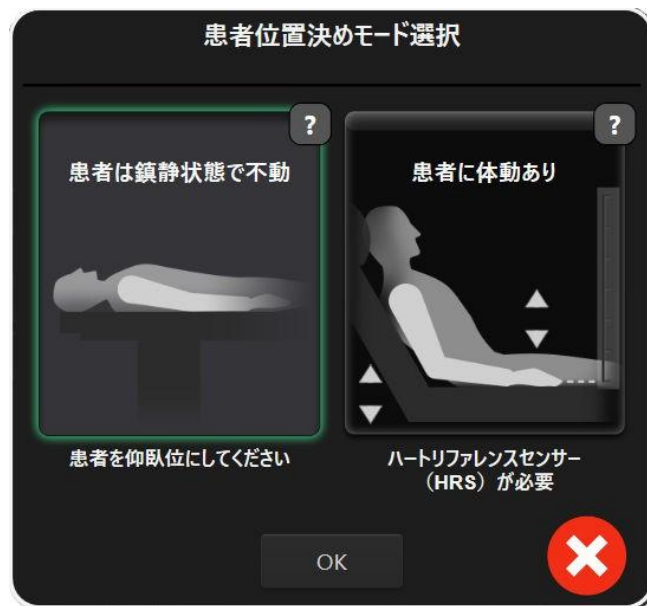 患者位置決めモード選択
?
?
患者は鎮静状態で不動
患者に体動あり
患者を仰臥位にしてください
ハートリファレンスセンサー
（HRS）が必要
OK